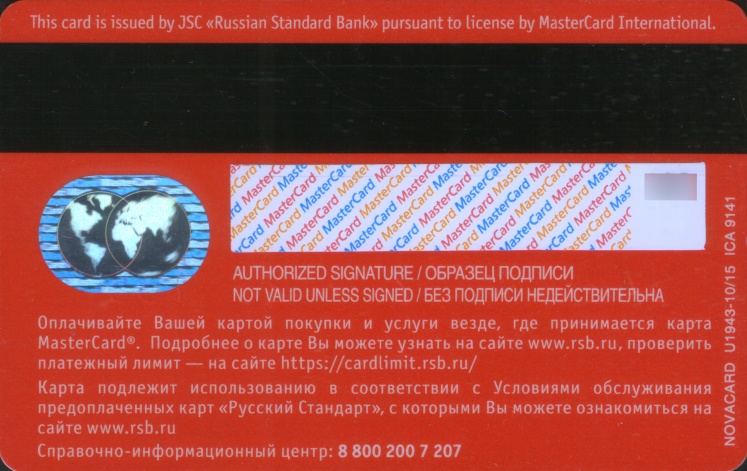 This card is issued by JSC «Russian Standard Bank» pursuant to license by MasterCard International.
AUTHORIZED SIGNATURE / ОБРАЗЕЦ ПОДПИСИ
NOT VALID UNLESS SIGNED / БЕЗ ПОДПИСИ НЕДЕЙСТВИТЕЛЬНА
Оплачивайте Вашей картой покупки и услуги везде, где принимается карта
MasterCard®. Подробнее о карте Вы можете узнать на сайте www.rsb.ru, проверить
платежный лимит — на сайте https://cardlimit.rsb.ru/
Карта подлежит использованию в соответствии с Условиями обслуживания
предоплаченных карт «Русский Стандарт», с которыми Вы можете ознакомиться на
сайте www.rsb.ru
Справочно-информационный центр: 8 800 200 7 207
NOVACARD U1943-10/15 ICA 9141